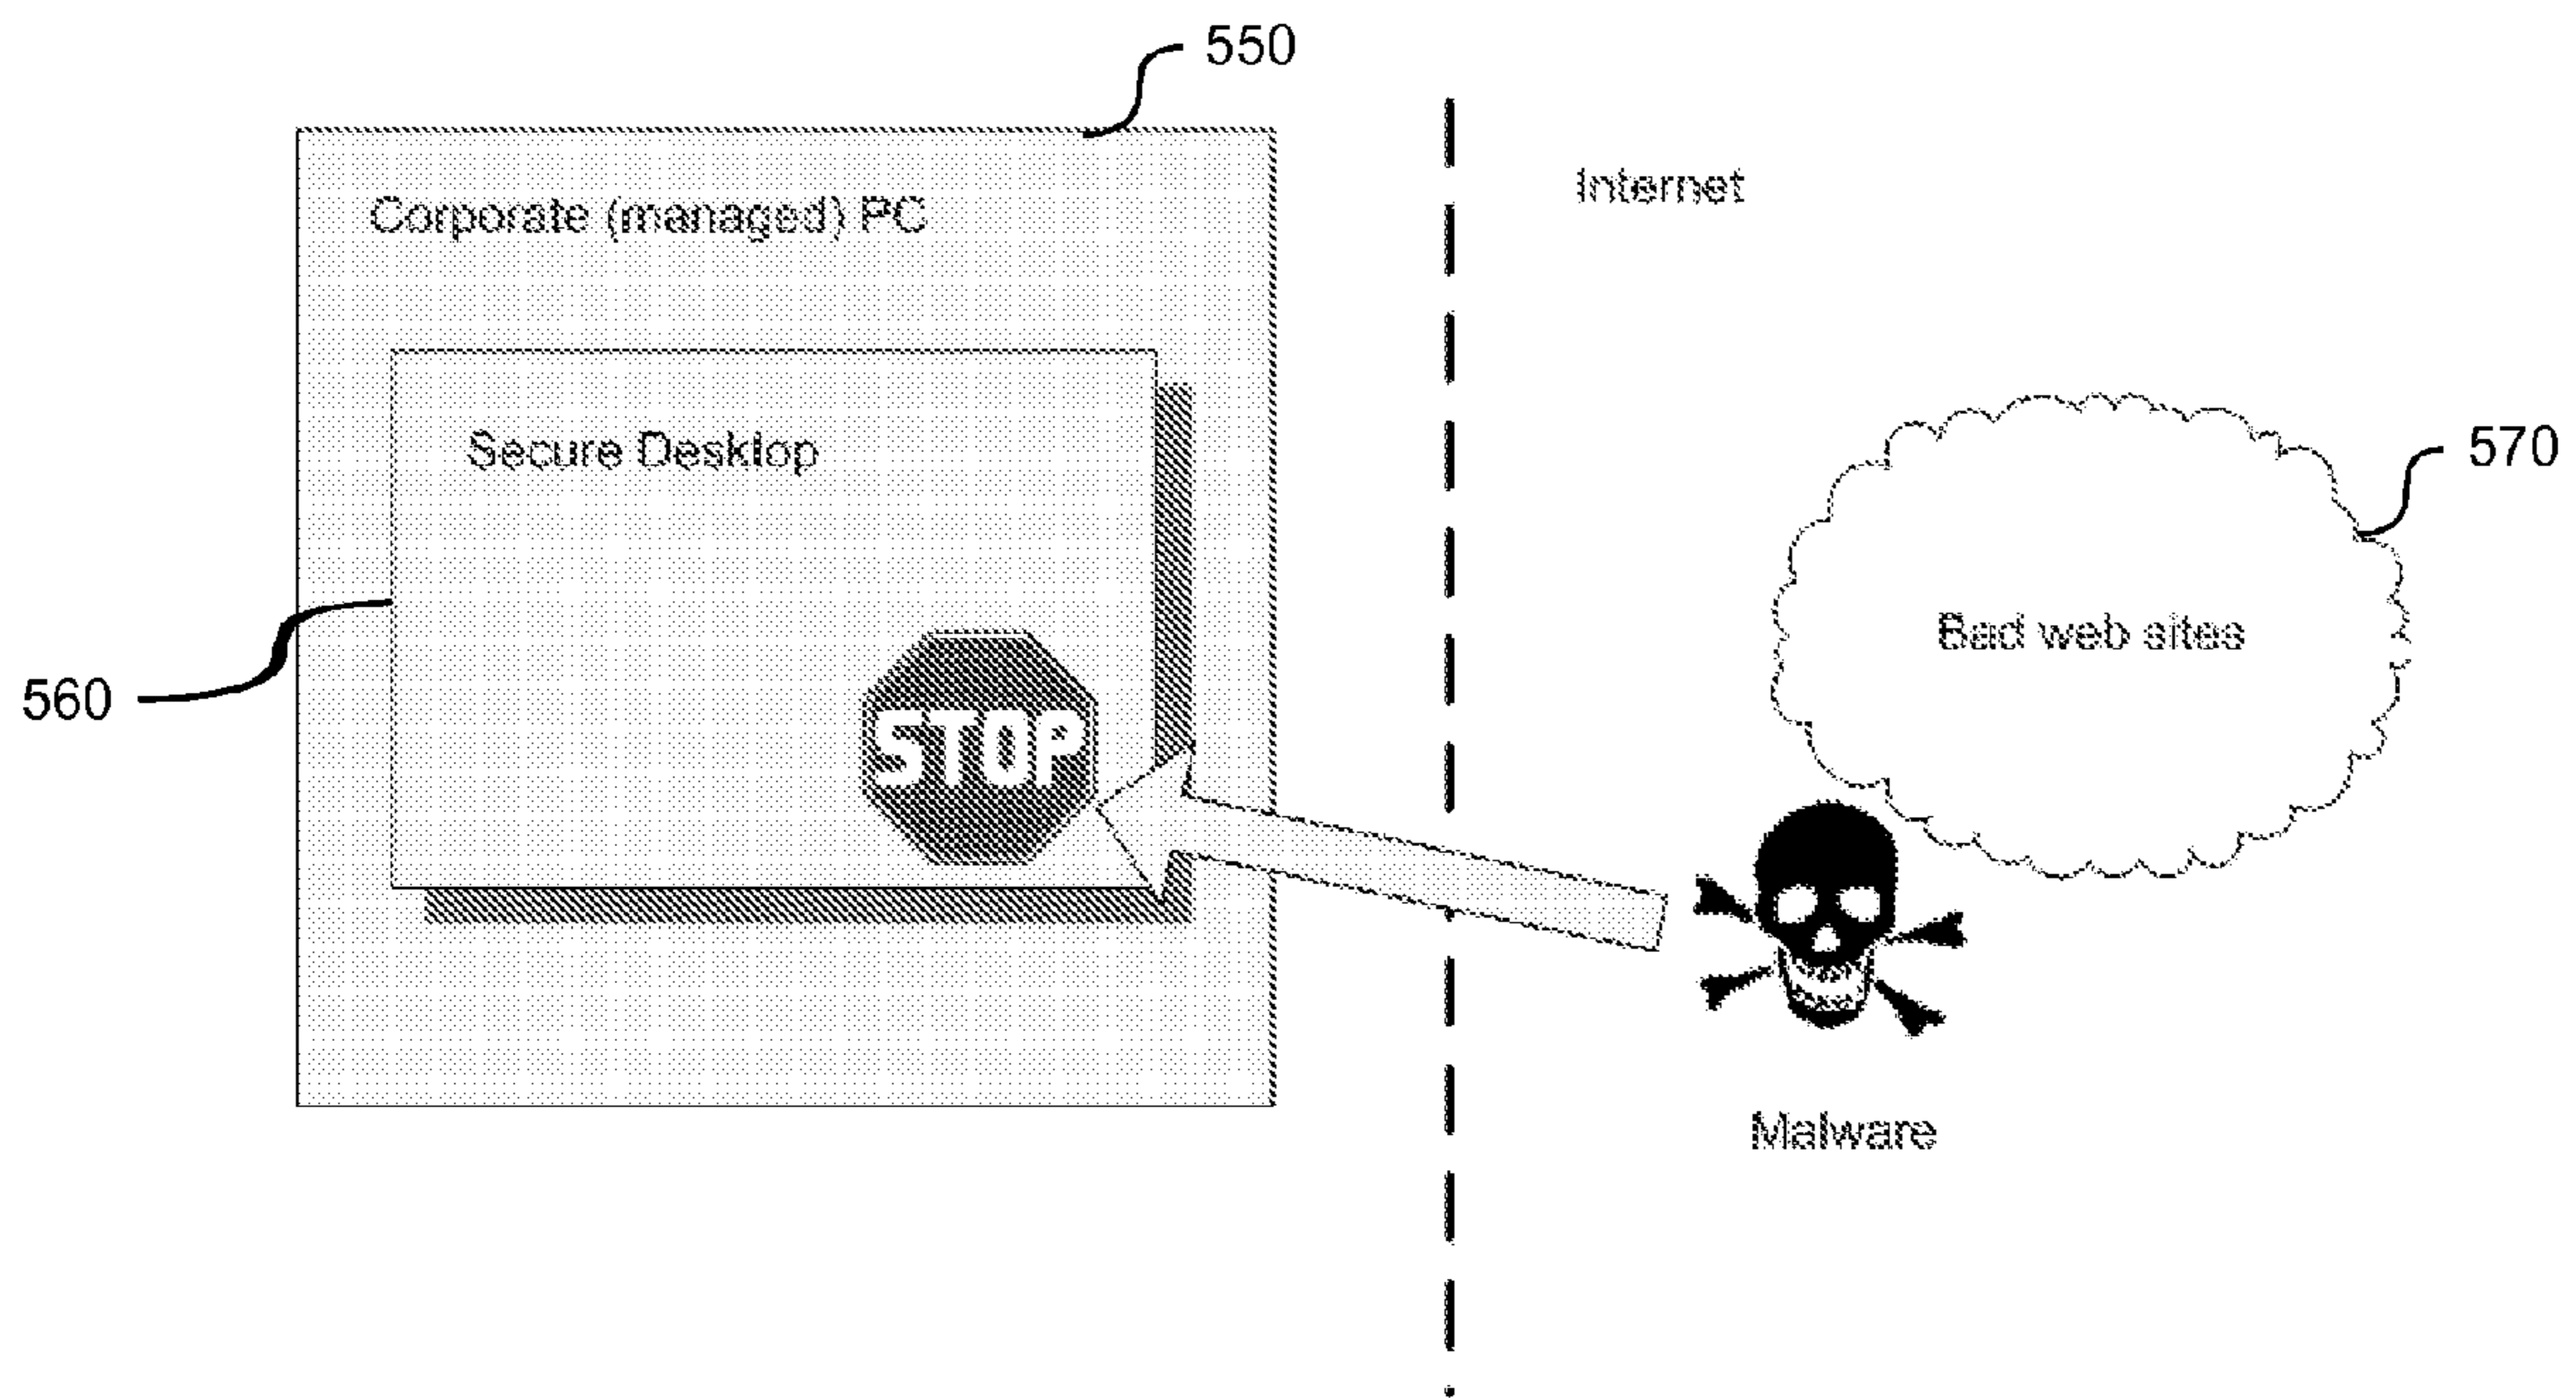 550
Corporate (managed) PC
Internet
Secure Desktop
570
Bad web sites
560
STOP
Malware